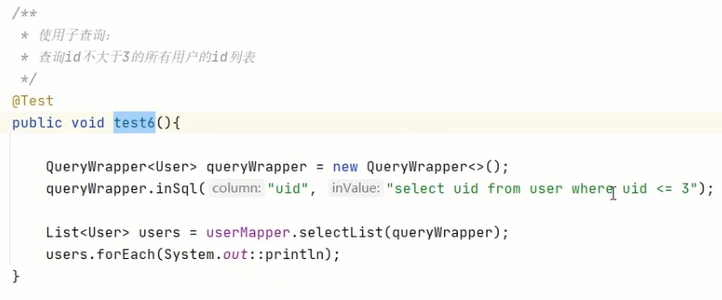 /**
* 使用子查询：
* 查询id不大于3的所有用户的id列表
*/
@Test
public void test6(){
QueryWrapper<User> queryWrapper = new QueryWrapper<>();
queryWrapper.inSql( column: "uid", inValue: "select uid from user where uid <= 3");
List<User> users = userMapper.selectList(queryWrapper);
users.forEach(System.out::println);
}